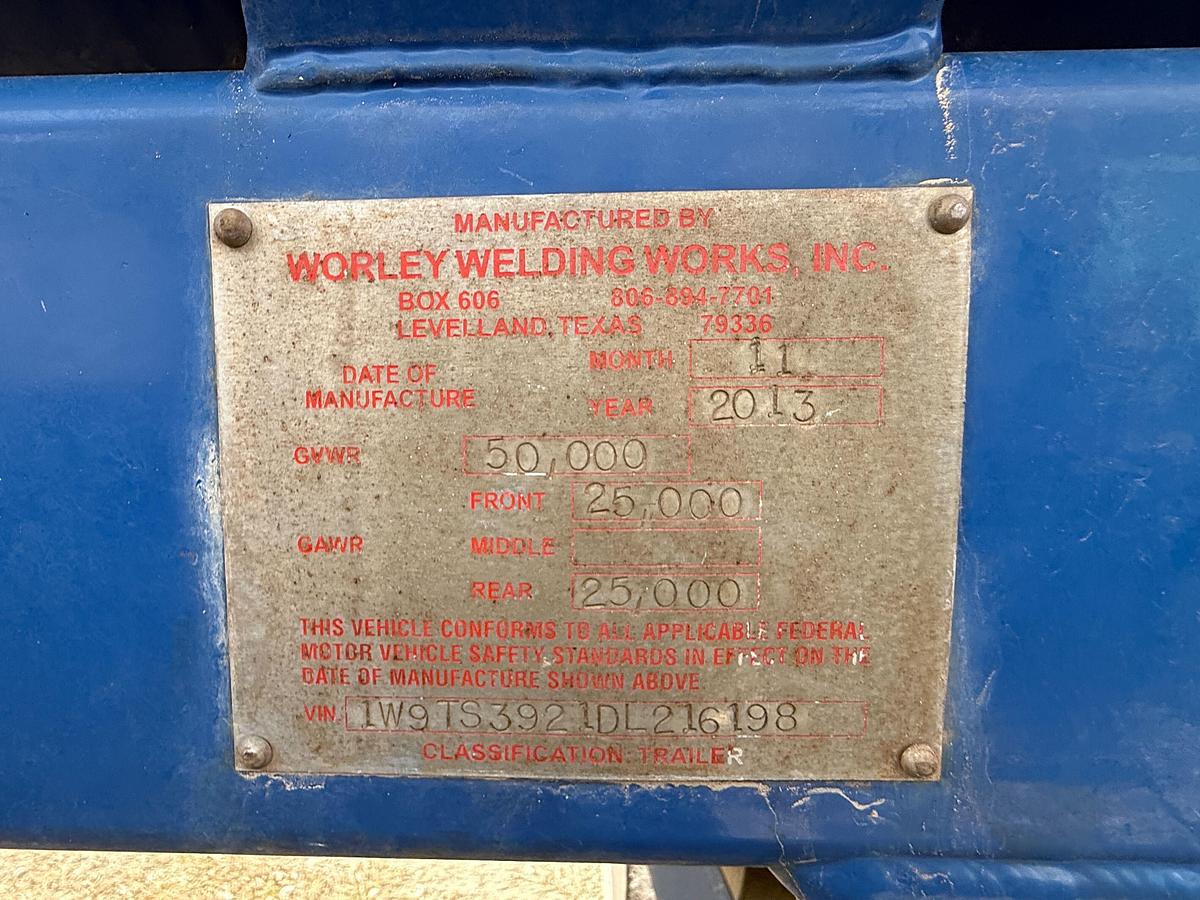 MANUFACTURED BY
WORLEY WELDING WORKS, INC.
BOX 606 806-894-7701
LEVELLAND, TEXAS 79336
DATE OF MANUFACTURE
MONTH 11
YEAR 2013
GVWR 50,000
FRONT 25,000
GAWR MIDDLE
REAR 25,000
THIS VEHICLE CONFORMS TO ALL APPLICABLE FEDERAL
MOTOR VEHICLE SAFETY STANDARDS IN EFFECT ON THE
DATE OF MANUFACTURE SHOWN ABOVE
VIN. 1W9TS3921DL216198
CLASSIFICATION: TRAILER